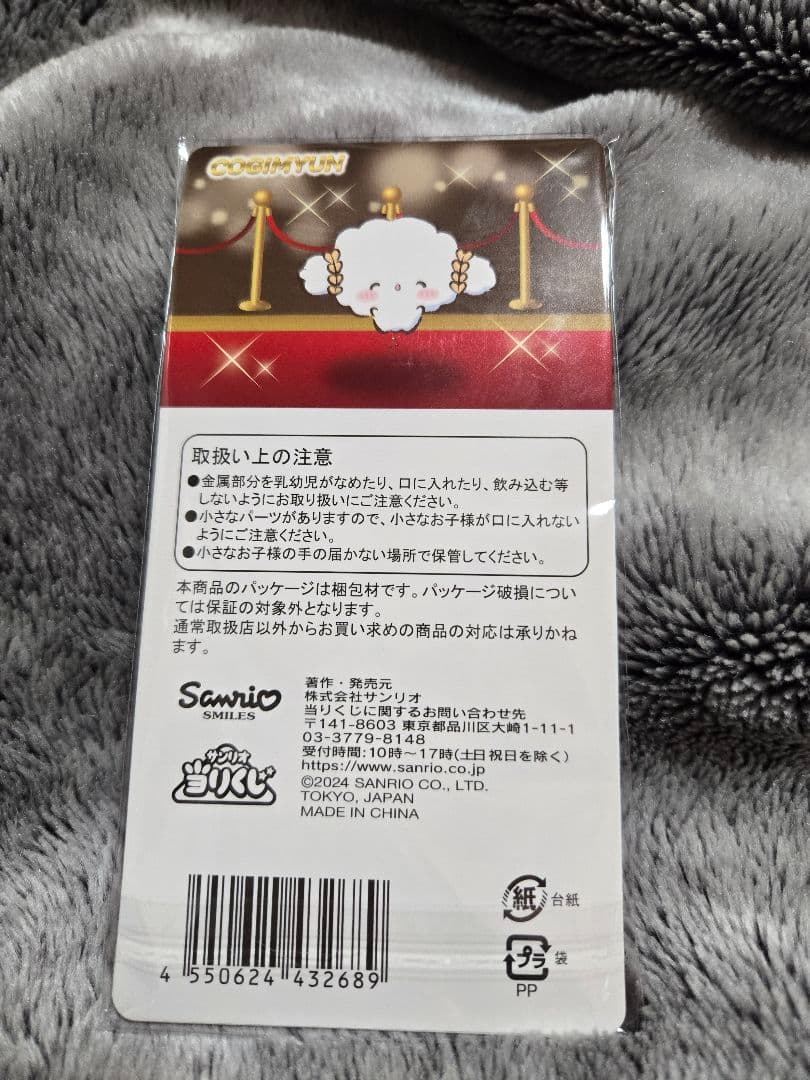 COGIMYUN
取扱い上の注意
●金属部分を乳幼児がなめたり、口に入れたり、飲み込む等
しないようにお取り扱いにご注意ください。
●小さなパーツがありますので、小さなお子様が口に入れない
ようにご注意ください。
●小さなお子様の手の届かない場所で保管してください。
本商品のパッケージは梱包材です。パッケージ破損につい
ては保証の対象外となります。
通常取扱店以外からお買い求めの商品の対応は承りかね
ます。
Sanrio
SMILES
サンリオ
当りくじ
著作・発売元
株式会社サンリオ
当りくじに関するお問い合わせ先
〒141-8603 東京都品川区大崎1-11-1
03-3779-8148
受付時間:10時～17時(土日祝日を除く)
https://www.sanrio.co.jp
©2024 SANRIO CO., LTD.
TOKYO, JAPAN
MADE IN CHINA
4 550624 432689
紙 台紙
プラ 袋
PP